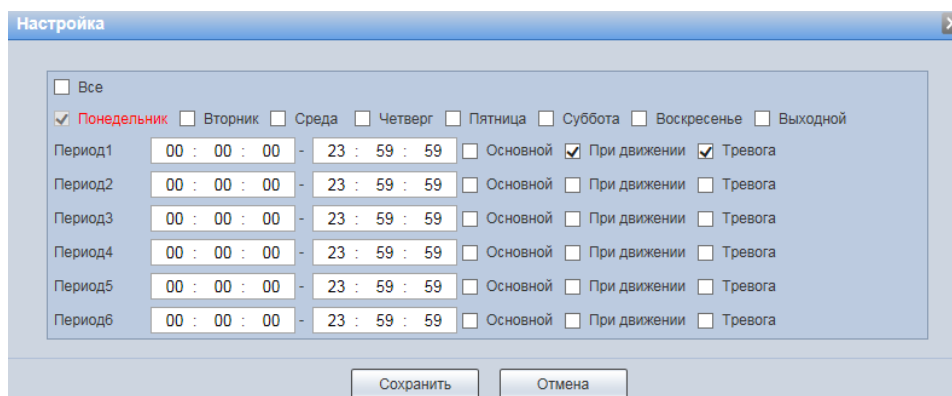 Настройка
Все
Понедельник Вторник Среда Четверг Пятница Суббота Воскресенье Выходной
Период1 00 : 00 : 00 - 23 : 59 : 59 Основной При движении Тревога
Период2 00 : 00 : 00 - 23 : 59 : 59 Основной При движении Тревога
Период3 00 : 00 : 00 - 23 : 59 : 59 Основной При движении Тревога
Период4 00 : 00 : 00 - 23 : 59 : 59 Основной При движении Тревога
Период5 00 : 00 : 00 - 23 : 59 : 59 Основной При движении Тревога
Период6 00 : 00 : 00 - 23 : 59 : 59 Основной При движении Тревога
Сохранить Отмена